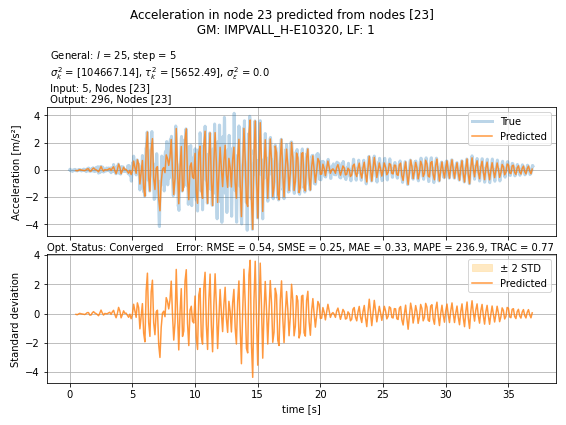 Acceleration in node 23 predicted from nodes [23]
GM: IMPVALL_H-E10320, LF: 1
General: l = 25, step = 5
σ²_k = [104667.14], τ²_k = [5652.49], σ²_ε = 0.0
Input: 5, Nodes [23]
Output: 296, Nodes [23]
Acceleration [m/s²]
4
2
0
−2
−4
True
Predicted
Opt. Status: Converged Error: RMSE = 0.54, SMSE = 0.25, MAE = 0.33, MAPE = 236.9, TRAC = 0.77
Standard deviation
4
2
0
−2
−4
± 2 STD
Predicted
0 5 10 15 20 25 30 35
time [s]